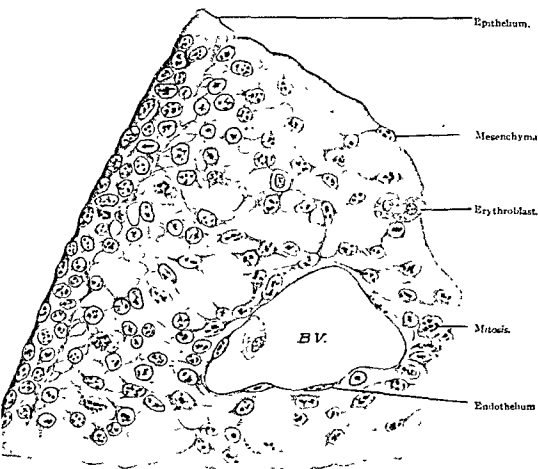 Epithelium.
Mesenchyma
Erythroblast.
B V.
Mitosis.
Endothelium